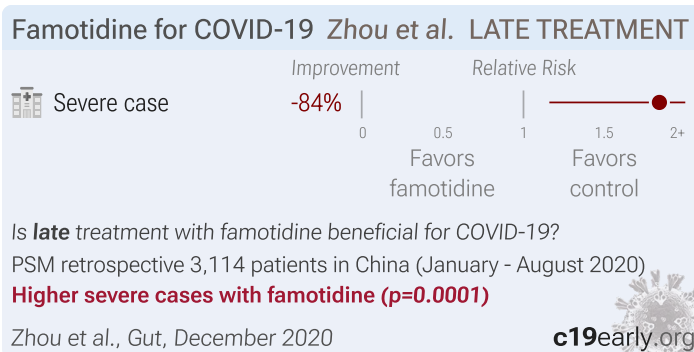 Famotidine for COVID-19 Zhou et al. LATE TREATMENT
Improvement Relative Risk
Severe case -84%
0 0.5 1 1.5 2+
Favors famotidine Favors control
Is late treatment with famotidine beneficial for COVID-19?
PSM retrospective 3,114 patients in China (January - August 2020)
Higher severe cases with famotidine (p=0.0001)
Zhou et al., Gut, December 2020 c19early.org